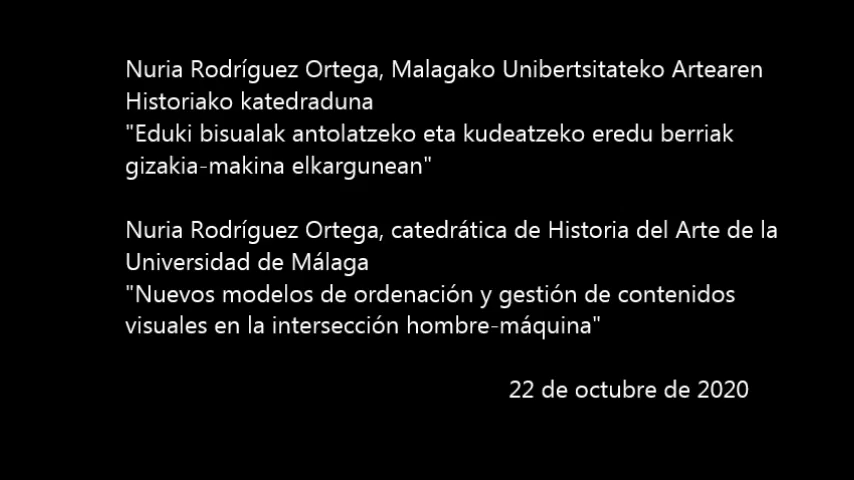 Nuria Rodríguez Ortega, Malagako Unibertsitateko Artearen
Historiako katedraduna
"Eduki bisualak antolatzeko eta kudeatzeko eredu berriak
gizakia-makina elkargunean"
Nuria Rodríguez Ortega, catedrática de Historia del Arte de la
Universidad de Málaga
"Nuevos modelos de ordenación y gestión de contenidos
visuales en la intersección hombre-máquina"
22 de octubre de 2020